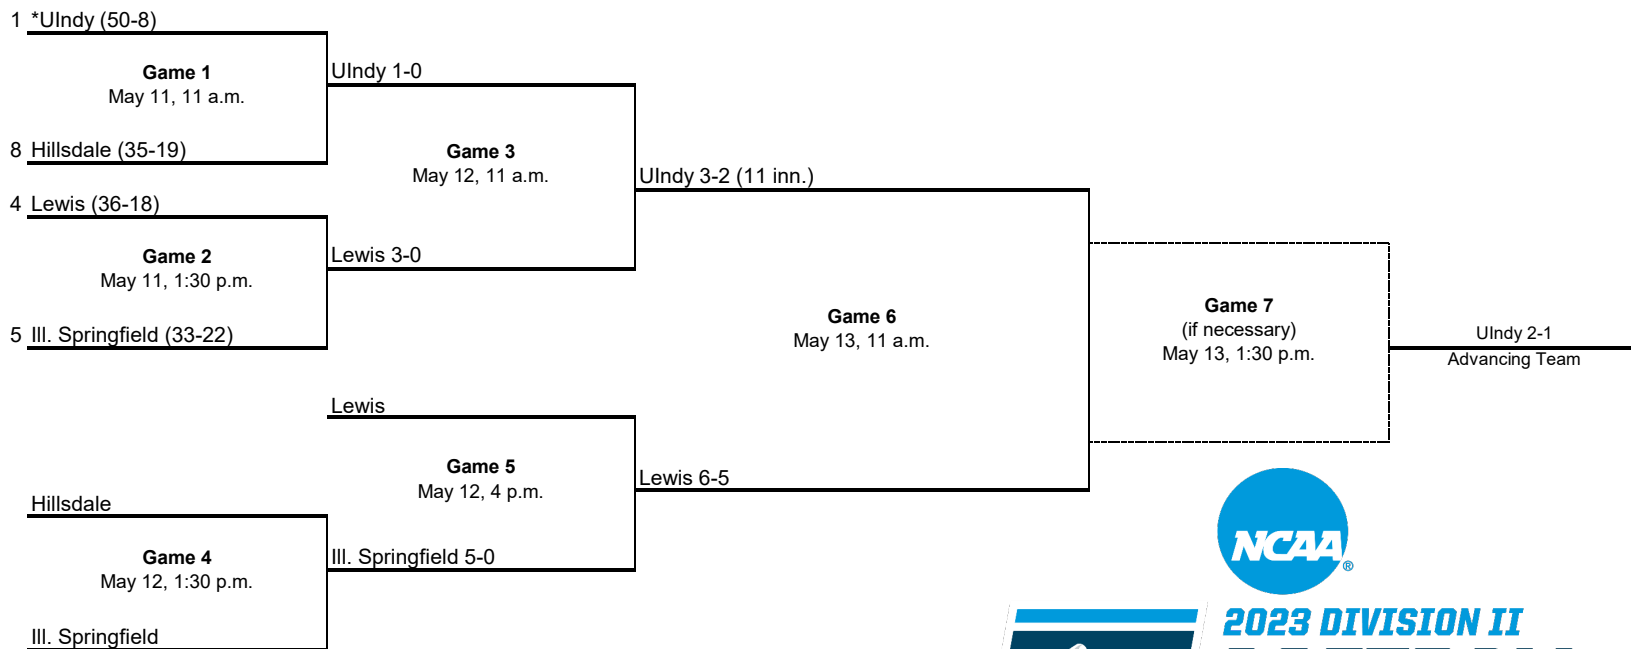 1 *UIndy (50-8)
Game 1
May 11, 11 a.m.
8 Hillsdale (35-19)
UIndy 1-0
4 Lewis (36-18)
Game 2
May 11, 1:30 p.m.
5 Ill. Springfield (33-22)
Lewis 3-0
Game 3
May 12, 11 a.m.
UIndy 3-2 (11 inn.)
Game 6
May 13, 11 a.m.
Game 7
(if necessary)
May 13, 1:30 p.m.
UIndy 2-1
Advancing Team
Lewis
Game 5
May 12, 4 p.m.
Lewis 6-5
Hillsdale
Game 4
May 12, 1:30 p.m.
Ill. Springfield
Ill. Springfield 5-0
NCAA®
2023 DIVISION II